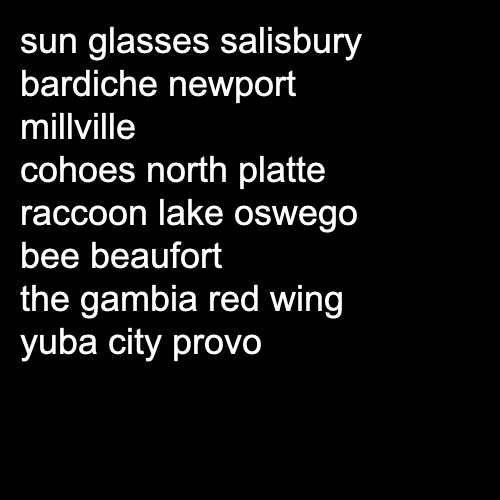 sun glasses salisbury
bardiche newport
millville
cohoes north platte
raccoon lake oswego
bee beaufort
the gambia red wing
yuba city provo